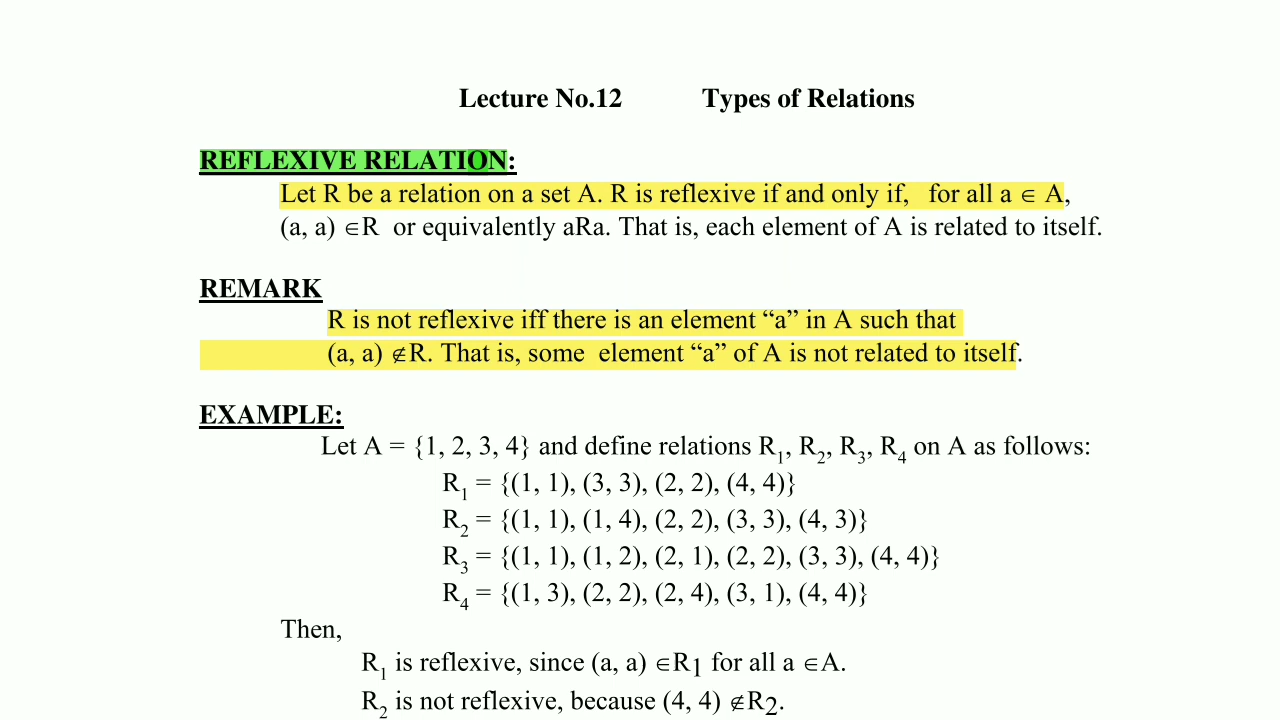 Lecture No.12 Types of Relations
REFLEXIVE RELATION:
Let R be a relation on a set A. R is reflexive if and only if, for all a ∈ A,
(a, a) ∈R or equivalently aRa. That is, each element of A is related to itself.
REMARK
R is not reflexive iff there is an element “a” in A such that
(a, a) ∉R. That is, some element “a” of A is not related to itself.
EXAMPLE:
Let A = {1, 2, 3, 4} and define relations R₁, R₂, R₃, R₄ on A as follows:
R₁ = {(1, 1), (3, 3), (2, 2), (4, 4)}
R₂ = {(1, 1), (1, 4), (2, 2), (3, 3), (4, 3)}
R₃ = {(1, 1), (1, 2), (2, 1), (2, 2), (3, 3), (4, 4)}
R₄ = {(1, 3), (2, 2), (2, 4), (3, 1), (4, 4)}
Then,
R₁ is reflexive, since (a, a) ∈R₁ for all a ∈A.
R₂ is not reflexive, because (4, 4) ∉R₂.